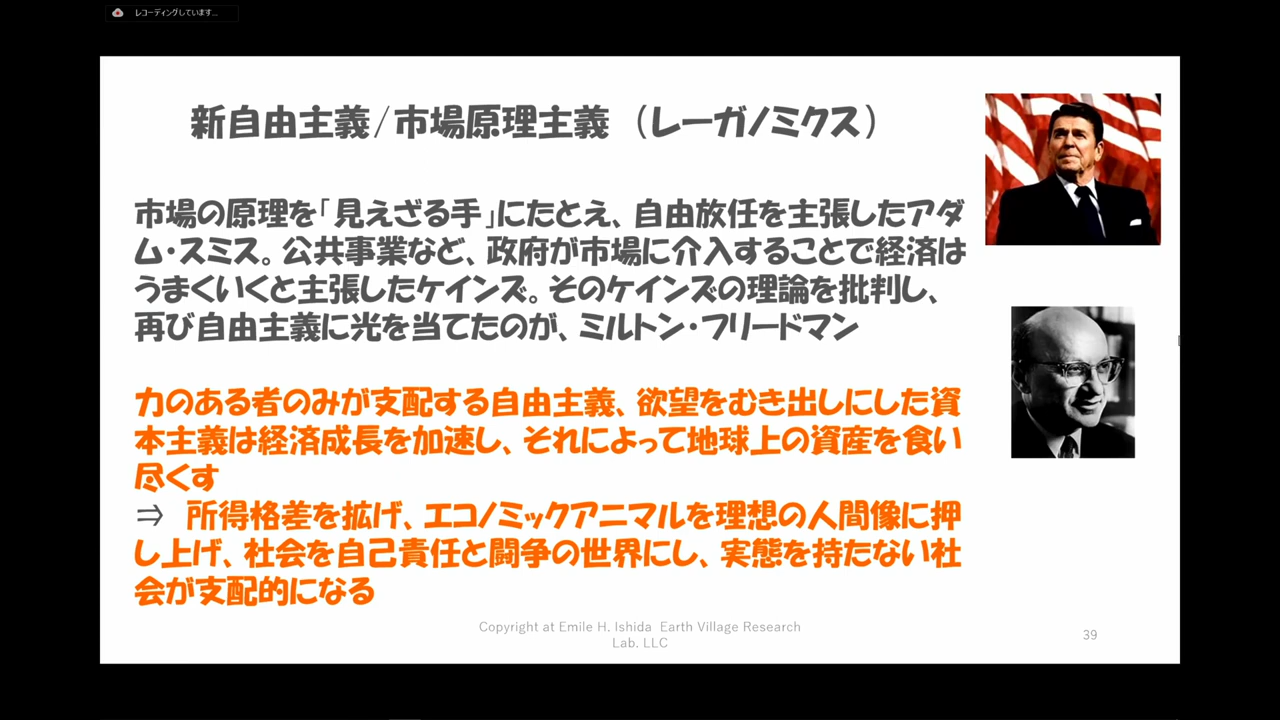 レコーディングしています...
新自由主義/市場原理主義（レーガノミクス）
市場の原理を「見えざる手」にたとえ、自由放任を主張したアダ
ム・スミス。公共事業など、政府が市場に介入することで経済は
うまくいくと主張したケインズ。そのケインズの理論を批判し、
再び自由主義に光を当てたのが、ミルトン・フリードマン
力のある者のみが支配する自由主義、欲望をむき出しにした資
本主義は経済成長を加速し、それによって地球上の資産を食い
尽くす
⇒ 所得格差を拡げ、エコノミックアニマルを理想の人間像に押
し上げ、社会を自己責任と闘争の世界にし、実態を持たない社
会が支配的になる
Copyright at Emile H. Ishida Earth Village Research
Lab. LLC
39